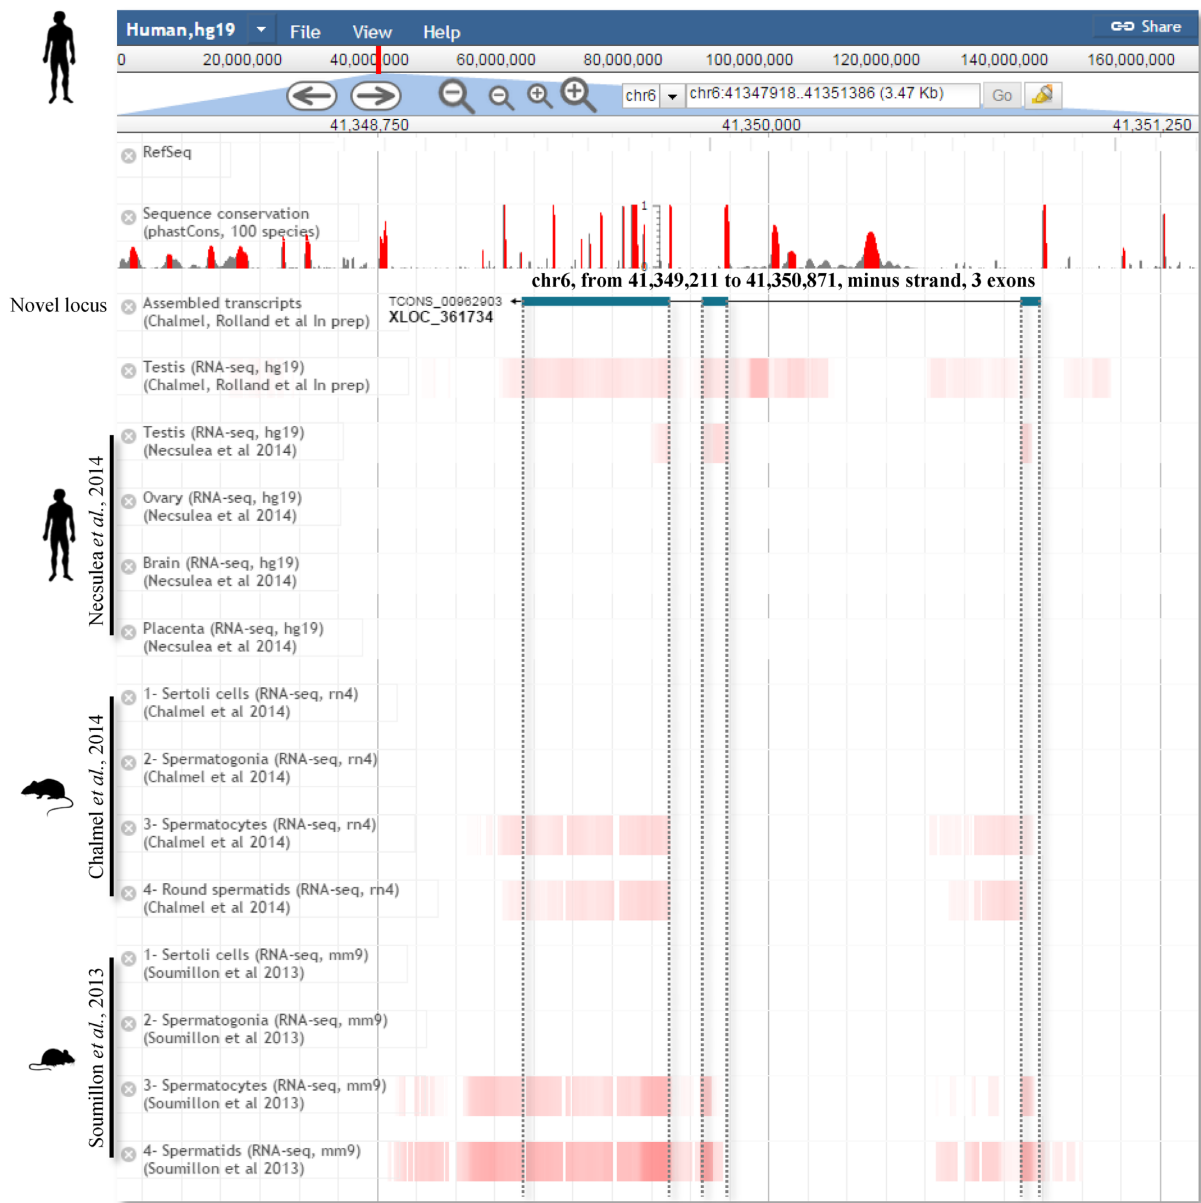 Human,hg19 File View Help Share
0 20,000,000 40,000,000 60,000,000 80,000,000 100,000,000 120,000,000 140,000,000 160,000,000
chr6 chr6:41347918..41351386 (3.47 Kb) Go
41,348,750 41,350,000 41,351,250
RefSeq
Sequence conservation
(phastCons, 100 species)
1
0
chr6, from 41,349,211 to 41,350,871, minus strand, 3 exons
Novel locus
Assembled transcripts
(Chalmel, Rolland et al In prep)
TCONS_00962903
XLOC_361734
Testis (RNA-seq, hg19)
(Chalmel, Rolland et al In prep)
Necsulea et al., 2014
Testis (RNA-seq, hg19)
(Necsulea et al 2014)
Ovary (RNA-seq, hg19)
(Necsulea et al 2014)
Brain (RNA-seq, hg19)
(Necsulea et al 2014)
Placenta (RNA-seq, hg19)
(Necsulea et al 2014)
Chalmel et al., 2014
1- Sertoli cells (RNA-seq, rn4)
(Chalmel et al 2014)
2- Spermatogonia (RNA-seq, rn4)
(Chalmel et al 2014)
3- Spermatocytes (RNA-seq, rn4)
(Chalmel et al 2014)
4- Round spermatids (RNA-seq, rn4)
(Chalmel et al 2014)
Soumillon et al., 2013
1- Sertoli cells (RNA-seq, mm9)
(Soumillon et al 2013)
2- Spermatogonia (RNA-seq, mm9)
(Soumillon et al 2013)
3- Spermatocytes (RNA-seq, mm9)
(Soumillon et al 2013)
4- Spermatids (RNA-seq, mm9)
(Soumillon et al 2013)